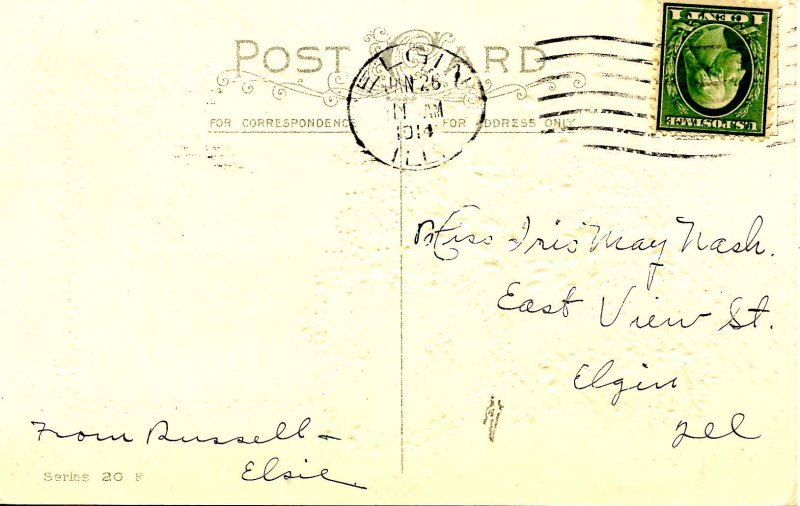 POST CARD
ELGIN
JAN 26
11 AM
1914
ILL.
1 CENT 1
U.S. POSTAGE
FOR CORRESPONDENCE
FOR ADDRESS ONLY
Miss Iris May Nash.
East View St.
Elgin
Ill
From Russell &
Elsie
Series 20 F